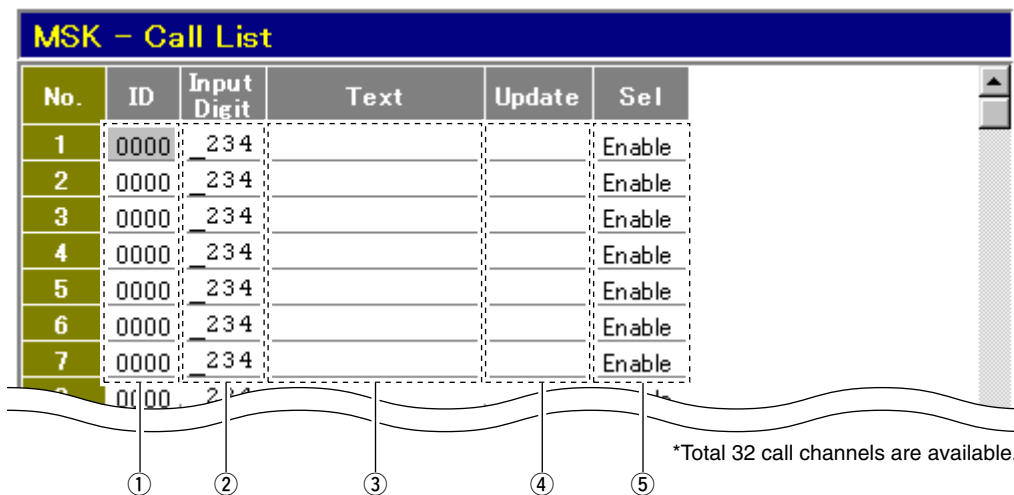 MSK – Call List
No. ID Input Digit Text Update Sel
1 0000 _234 Enable
2 0000 _234 Enable
3 0000 _234 Enable
4 0000 _234 Enable
5 0000 _234 Enable
6 0000 _234 Enable
7 0000 _234 Enable
*Total 32 call channels are available.
① ② ③ ④ ⑤